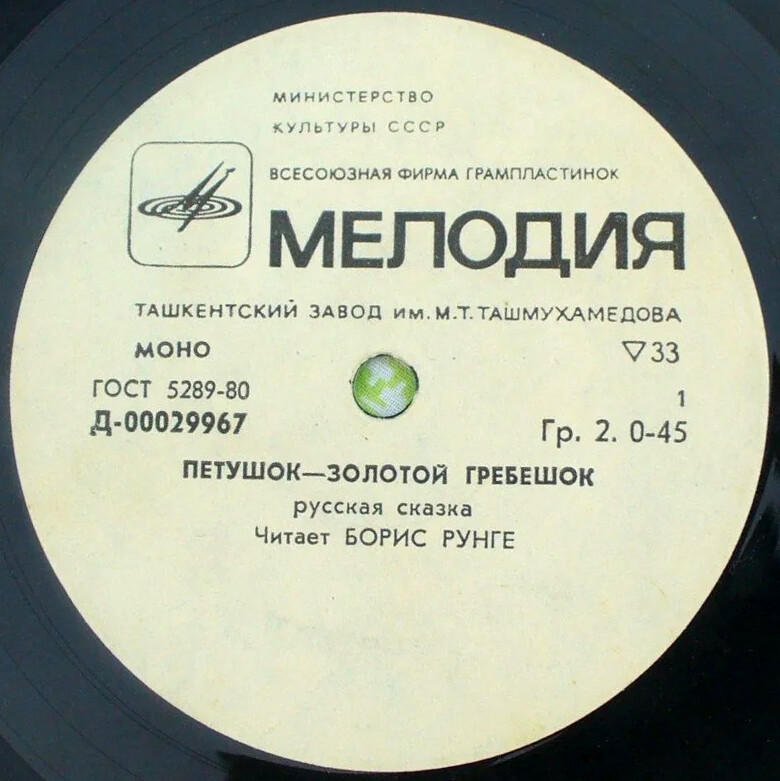 МИНИСТЕРСТВО
КУЛЬТУРЫ СССР
ВСЕСОЮЗНАЯ ФИРМА ГРАМПЛАСТИНОК
МЕЛОДИЯ
ТАШКЕНТСКИЙ ЗАВОД им. М.Т. ТАШМУХАМЕДОВА
МОНО ▽33
ГОСТ 5289-80 1
Д-00029967 Гр. 2. 0-45
ПЕТУШОК—ЗОЛОТОЙ ГРЕБЕШОК
русская сказка
Читает БОРИС РУНГЕ